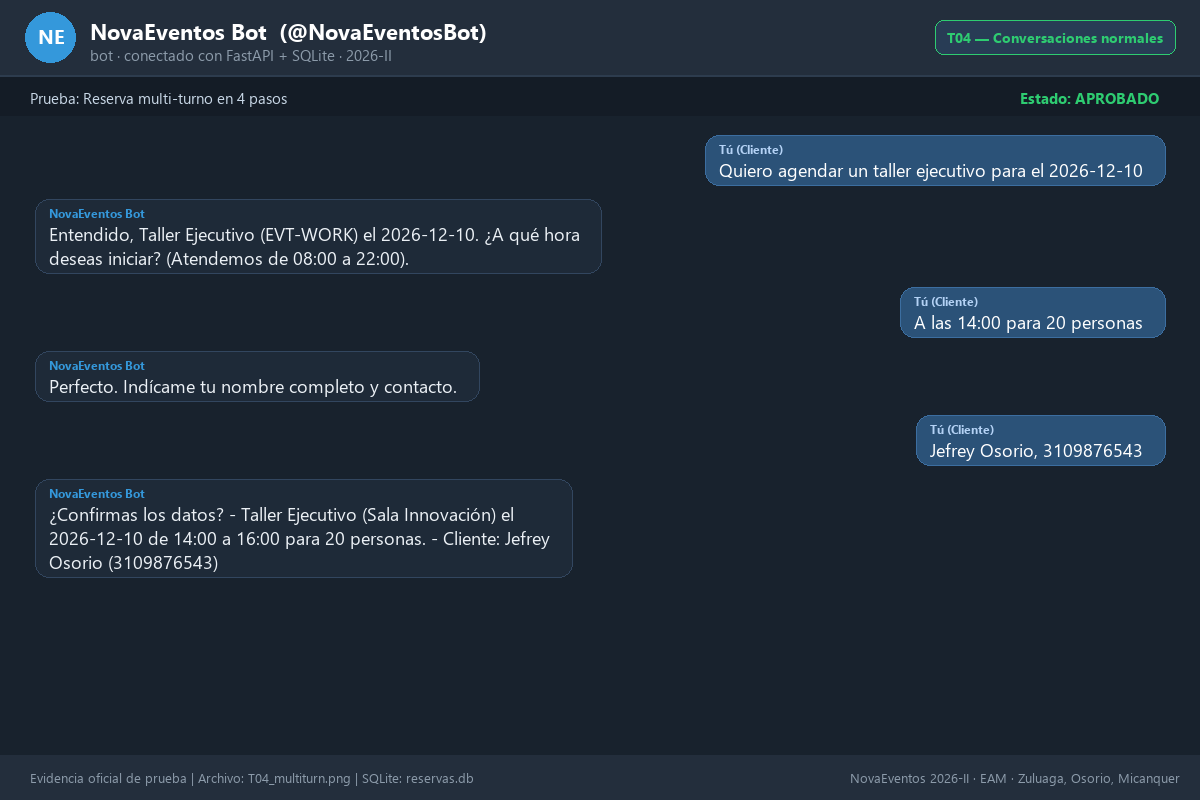 NE
NovaEventos Bot (@NovaEventosBot)
bot · conectado con FastAPI + SQLite · 2026-II
T04 — Conversaciones normales
Prueba: Reserva multi-turno en 4 pasos
Estado: APROBADO
Tú (Cliente)
Quiero agendar un taller ejecutivo para el 2026-12-10
NovaEventos Bot
Entendido, Taller Ejecutivo (EVT-WORK) el 2026-12-10. ¿A qué hora
deseas iniciar? (Atendemos de 08:00 a 22:00).
Tú (Cliente)
A las 14:00 para 20 personas
NovaEventos Bot
Perfecto. Indícame tu nombre completo y contacto.
Tú (Cliente)
Jefrey Osorio, 3109876543
NovaEventos Bot
¿Confirmas los datos? - Taller Ejecutivo (Sala Innovación) el
2026-12-10 de 14:00 a 16:00 para 20 personas. - Cliente: Jefrey
Osorio (3109876543)
Evidencia oficial de prueba | Archivo: T04_multiturn.png | SQLite: reservas.db
NovaEventos 2026-II · EAM · Zuluaga, Osorio, Micanquer